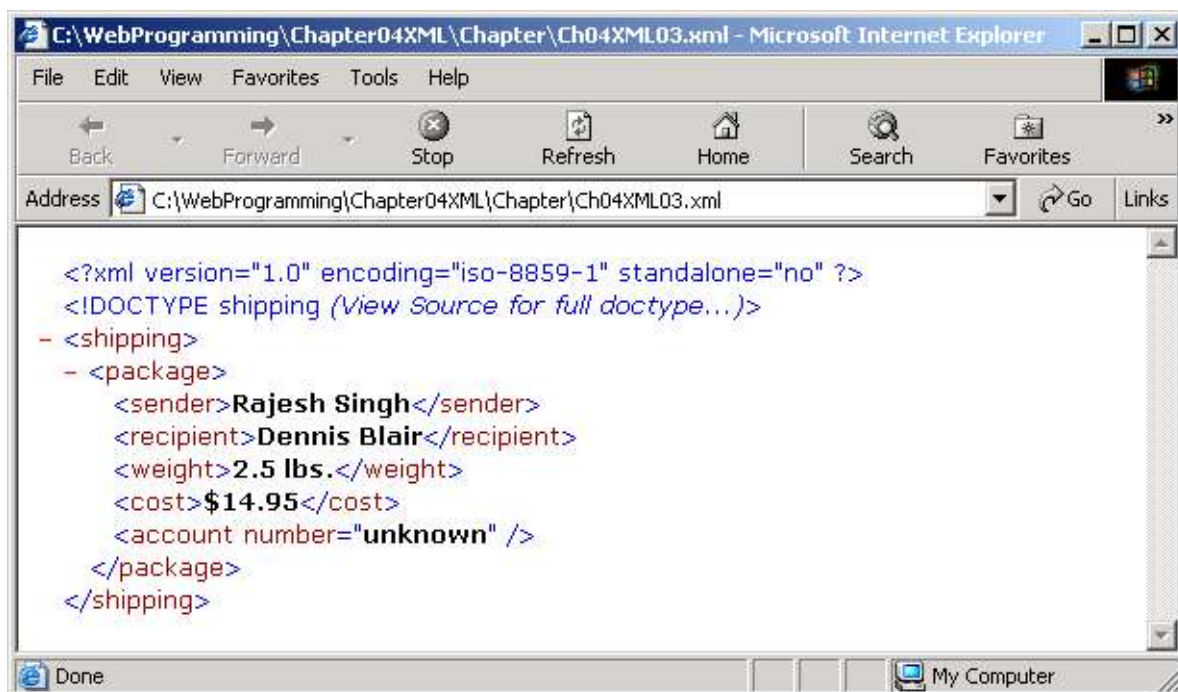 C:\WebProgramming\Chapter04XML\Chapter\Ch04XML03.xml - Microsoft Internet Explorer
File Edit View Favorites Tools Help
Back Forward Stop Refresh Home Search Favorites »
Address C:\WebProgramming\Chapter04XML\Chapter\Ch04XML03.xml Go Links
<?xml version="1.0" encoding="iso-8859-1" standalone="no" ?>
<!DOCTYPE shipping (View Source for full doctype...)>
- <shipping>
- <package>
<sender>Rajesh Singh</sender>
<recipient>Dennis Blair</recipient>
<weight>2.5 lbs.</weight>
<cost>$14.95</cost>
<account number="unknown" />
</package>
</shipping>
Done My Computer